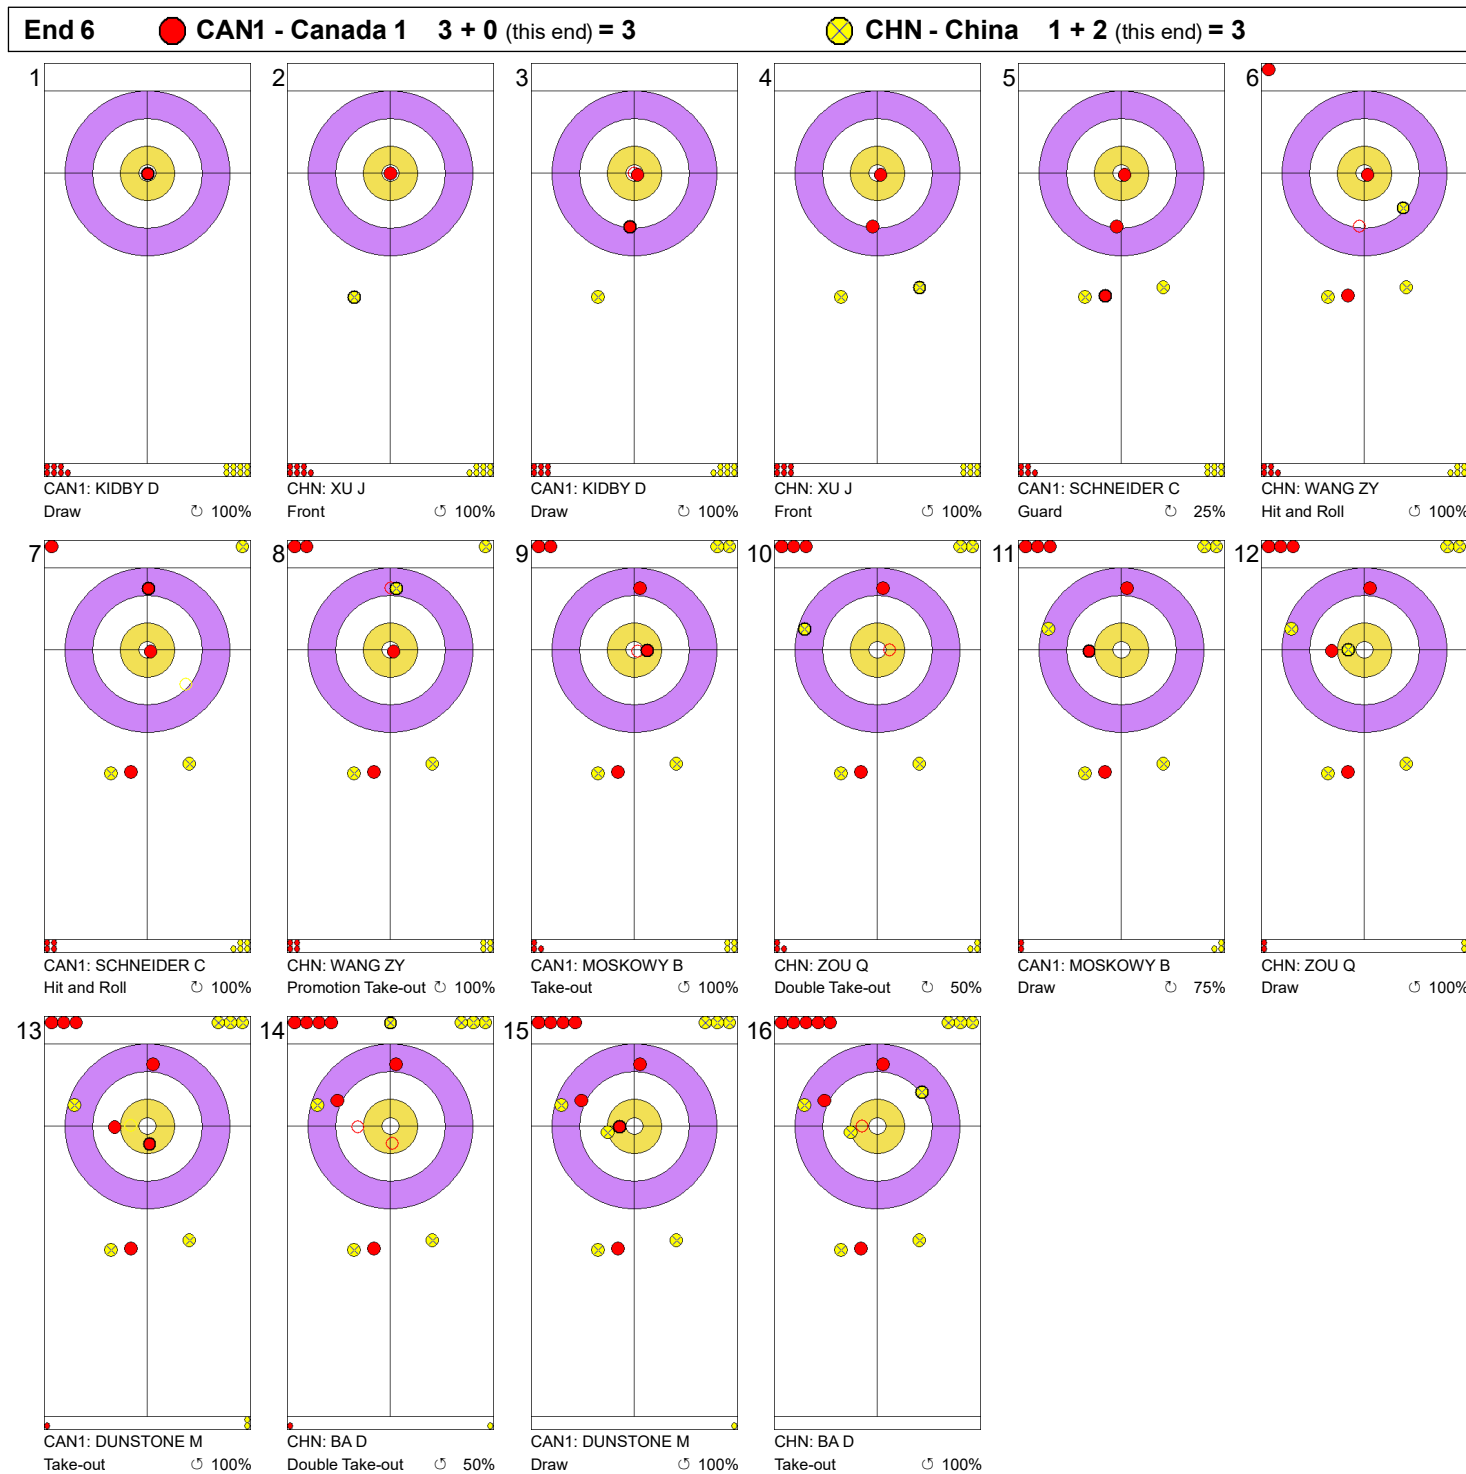 End 6 CAN1 - Canada 1 3 + 0 (this end) = 3 CHN - China 1 + 2 (this end) = 3
1 2 3 4 5 6
CAN1: KIDBY D CHN: XU J CAN1: KIDBY D CHN: XU J CAN1: SCHNEIDER C CHN: WANG ZY
Draw ↻ 100% Front ↺ 100% Draw ↻ 100% Front ↺ 100% Guard ↻ 25% Hit and Roll ↺ 100%
7 8 9 10 11 12
CAN1: SCHNEIDER C CHN: WANG ZY CAN1: MOSKOWY B CHN: ZOU Q CAN1: MOSKOWY B CHN: ZOU Q
Hit and Roll ↻ 100% Promotion Take-out ↻ 100% Take-out ↺ 100% Double Take-out ↻ 50% Draw ↻ 75% Draw ↺ 100%
13 14 15 16
CAN1: DUNSTONE M CHN: BA D CAN1: DUNSTONE M CHN: BA D
Take-out ↺ 100% Double Take-out ↺ 50% Draw ↺ 100% Take-out ↻ 100%